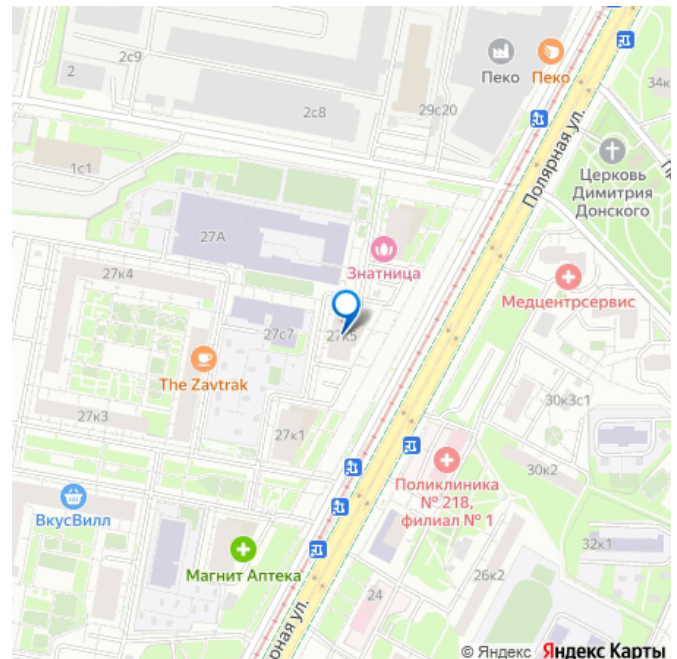 2с9
2
Пеко
Пеко
34к
2с8
29с20
1с1
Полярная ул.
Церковь
Димитрия
Донского
27А
Знатница
27к4
Медцентрсервис
27с7
27к5
The Zavtrak
30к3с1
27к3
27к1
Поликлиника
№ 218,
филиал № 1
30к2
ВкусВилл
32к1
Магнит Аптека
26к2
24
рная ул.
© Яндекс Яндекс Карты